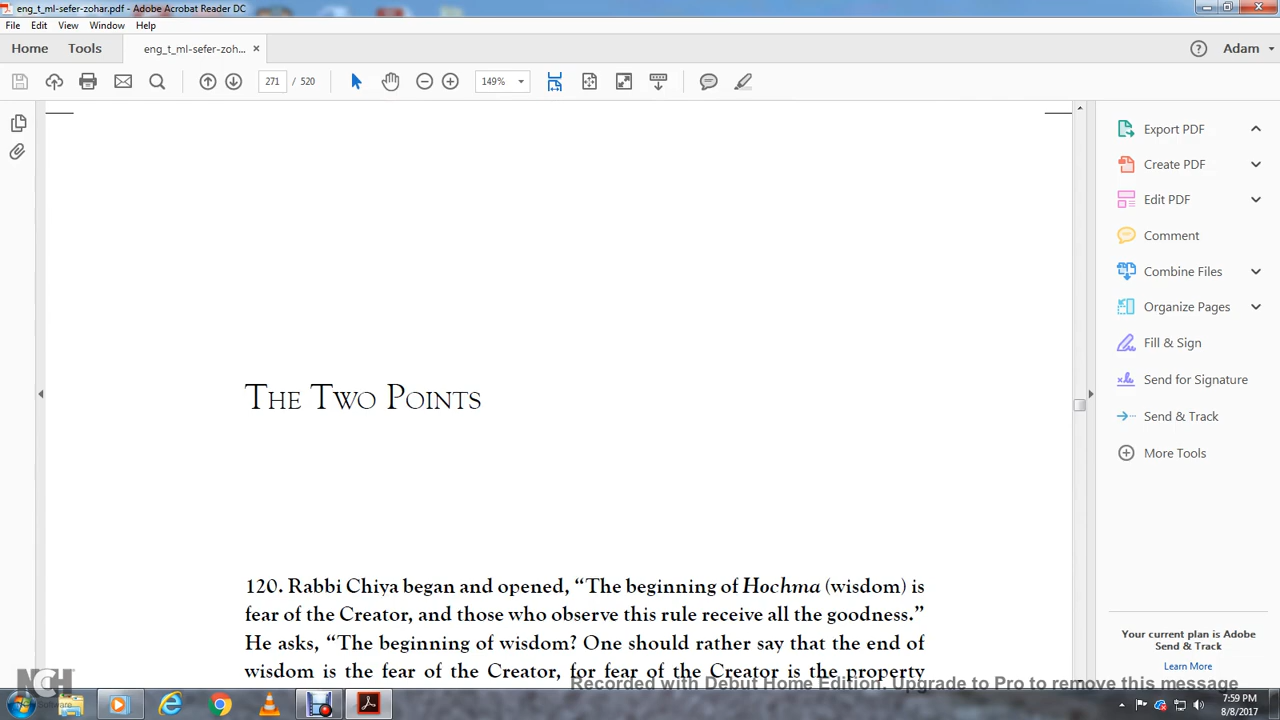 eng_t_ml-sefer-zohar.pdf - Adobe Acrobat Reader DC
File Edit View Window Help
Home Tools eng_t_ml-sefer-zoh... × Adam
271 / 520 149%
Export PDF
Create PDF
Edit PDF
Comment
Combine Files
Organize Pages
Fill & Sign
Send for Signature
Send & Track
More Tools
THE TWO POINTS
120. Rabbi Chiya began and opened, “The beginning of Hochma (wisdom) is
fear of the Creator, and those who observe this rule receive all the goodness.”
He asks, “The beginning of wisdom? One should rather say that the end of
wisdom is the fear of the Creator, for fear of the Creator is the property
Your current plan is Adobe
Send & Track
Learn More
NCH Software
Recorded with Debut Home Edition. Upgrade to Pro to remove this message
7:59 PM
8/8/2017